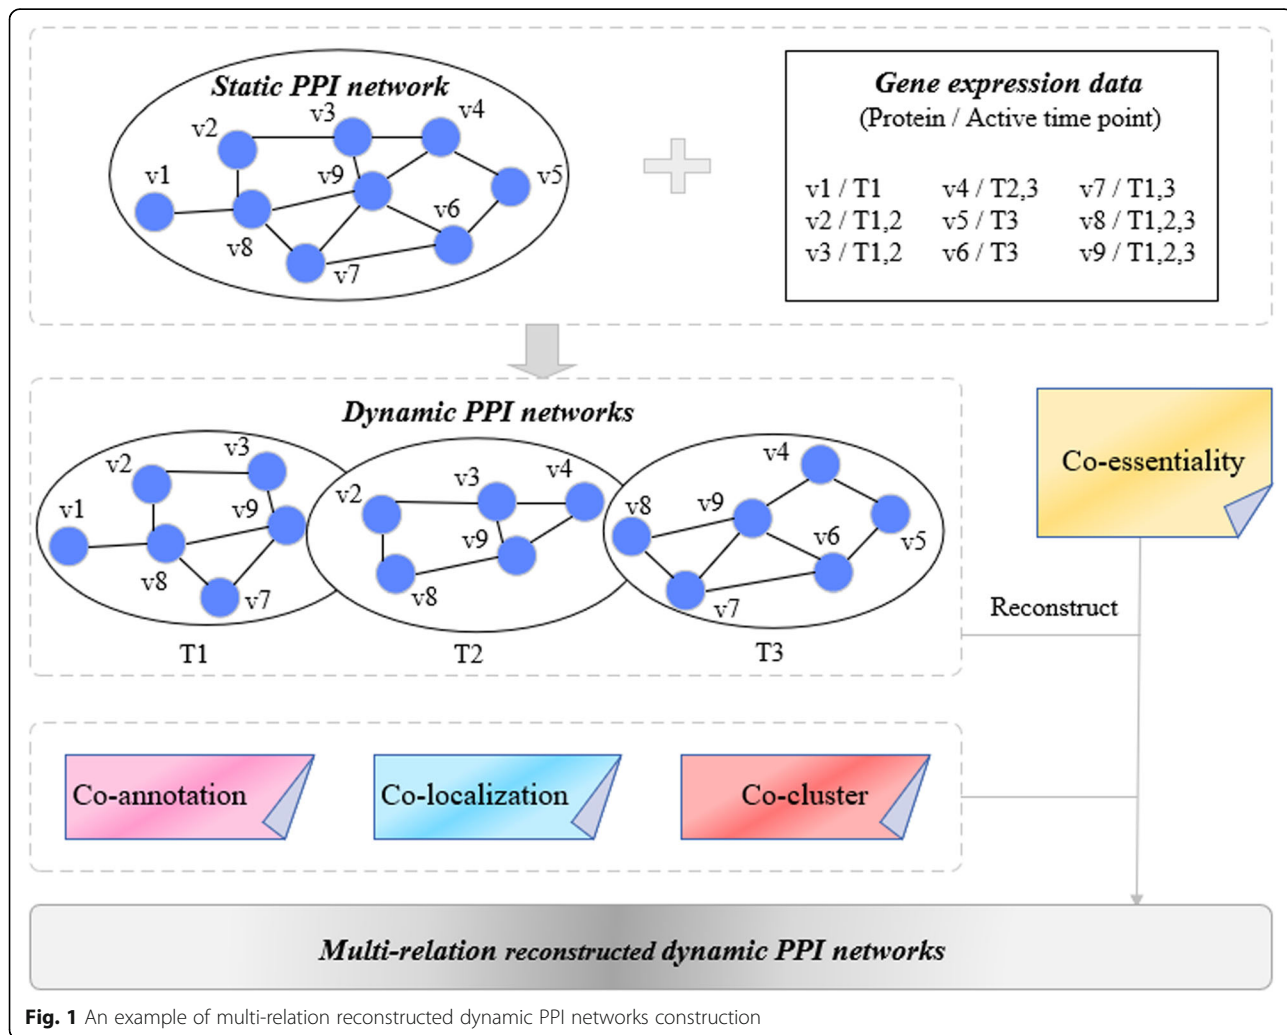 Static PPI network
v1
v2
v3
v4
v5
v6
v7
v8
v9
Gene expression data
(Protein / Active time point)
v1 / T1 v4 / T2,3 v7 / T1,3
v2 / T1,2 v5 / T3 v8 / T1,2,3
v3 / T1,2 v6 / T3 v9 / T1,2,3
Dynamic PPI networks
v1
v2
v3
v9
v8
v7
T1
v2
v3
v4
v9
v8
T2
v4
v8
v9
v6
v5
v7
T3
Co-essentiality
Reconstruct
Co-annotation
Co-localization
Co-cluster
Multi-relation reconstructed dynamic PPI networks
Fig. 1 An example of multi-relation reconstructed dynamic PPI networks construction